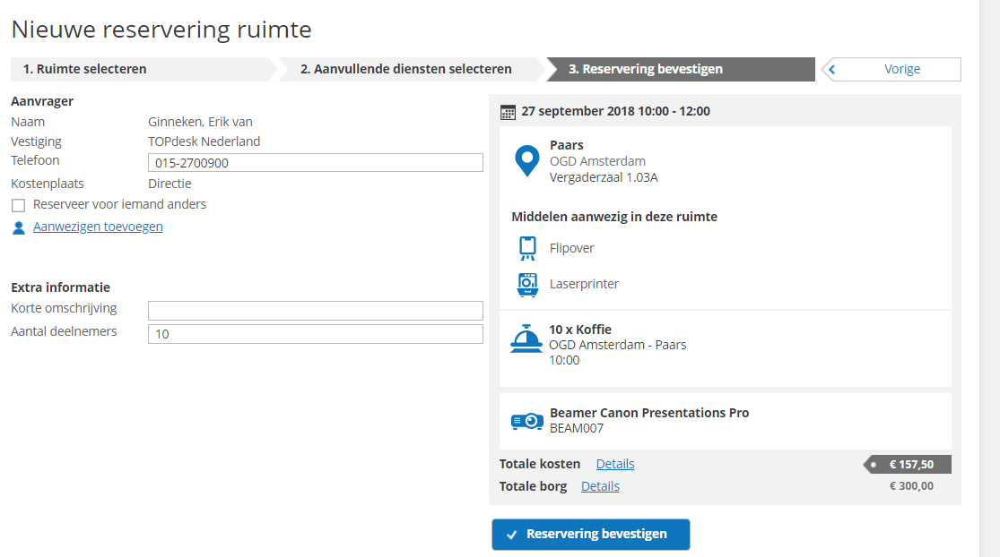 Nieuwe reservering ruimte
1. Ruimte selecteren
2. Aanvullende diensten selecteren
3. Reservering bevestigen
Vorige
Aanvrager
Naam Ginneken, Erik van
Vestiging TOPdesk Nederland
Telefoon 015-2700900
Kostenplaats Directie
Reserveer voor iemand anders
Aanwezigen toevoegen
Extra informatie
Korte omschrijving
Aantal deelnemers 10
27 september 2018 10:00 - 12:00
Paars
OGD Amsterdam
Vergaderzaal 1.03A
Middelen aanwezig in deze ruimte
Flipover
Laserprinter
10 x Koffie
OGD Amsterdam - Paars
10:00
Beamer Canon Presentations Pro
BEAM007
Totale kosten Details € 157,50
Totale borg Details € 300,00
Reservering bevestigen